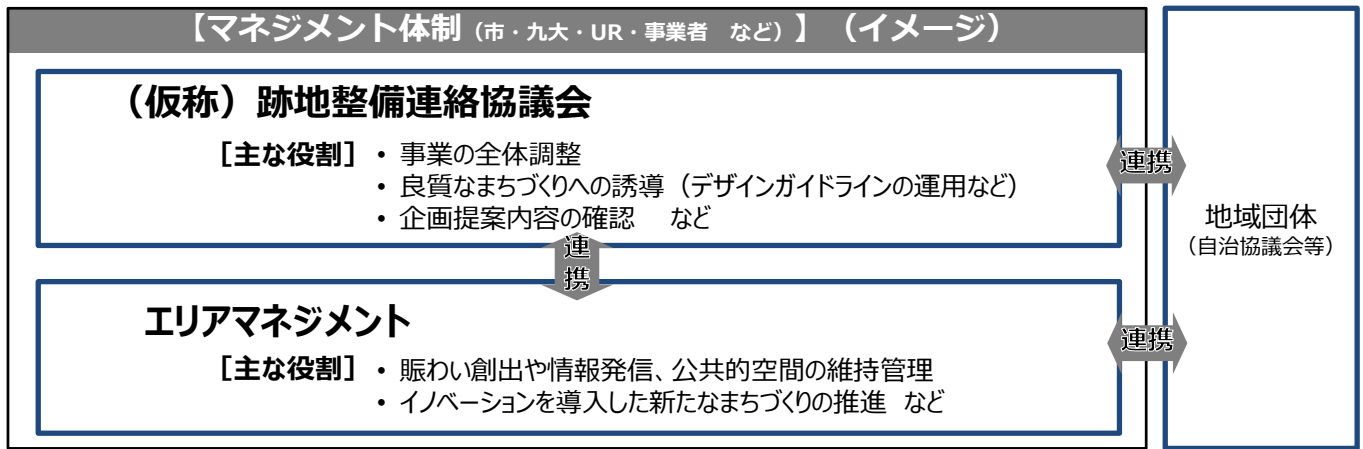 【マネジメント体制（市・九大・UR・事業者　など）】（イメージ）
（仮称）跡地整備連絡協議会
［主な役割］・事業の全体調整
・良質なまちづくりへの誘導（デザインガイドラインの運用など）
・企画提案内容の確認　など
連携
連携
エリアマネジメント
［主な役割］・賑わい創出や情報発信、公共的空間の維持管理
・イノベーションを導入した新たなまちづくりの推進　など
連携
地域団体
（自治協議会等）